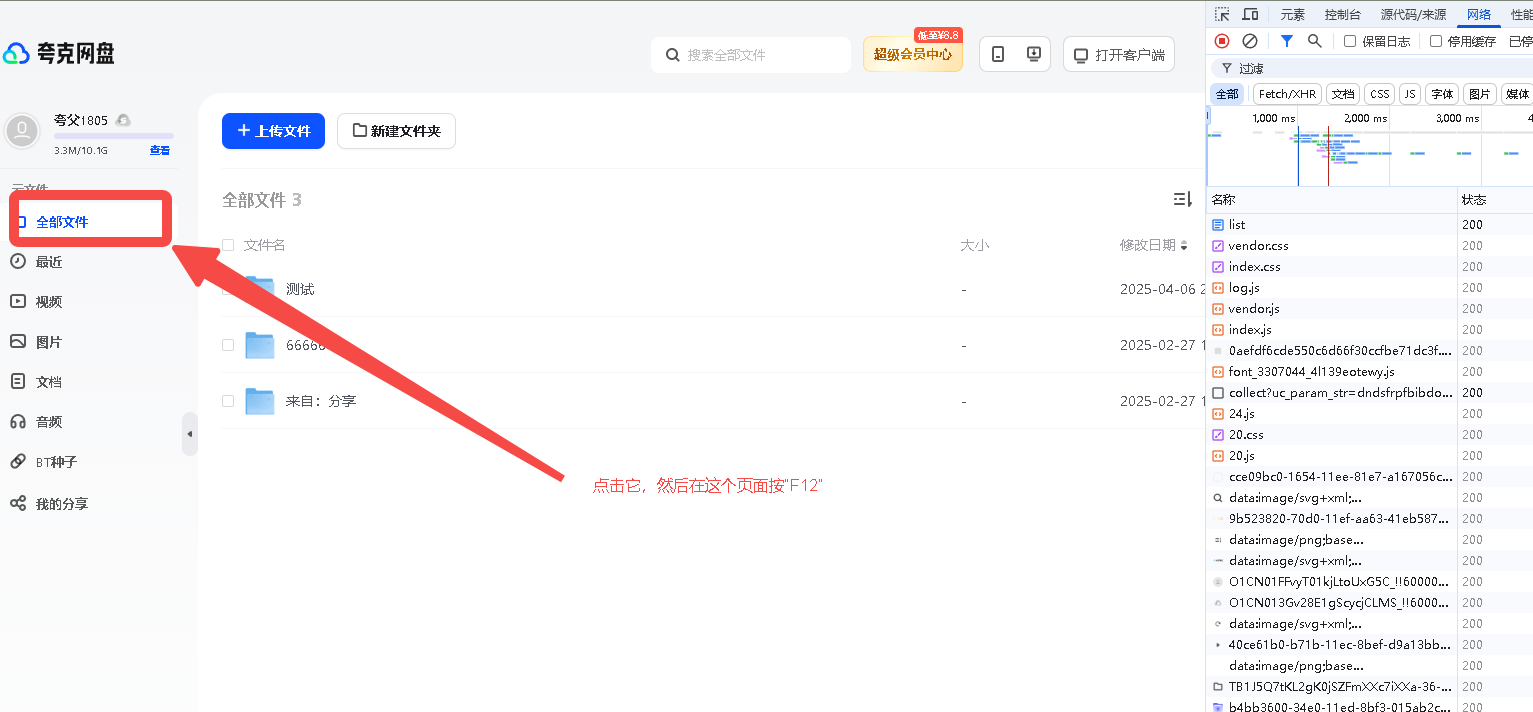 元素 控制台 源代码/来源 网络 性能
夸克网盘
搜索全部文件
低至¥8.8
超级会员中心
打开客户端
保留日志 停用缓存 已停
过滤
全部 Fetch/XHR 文档 CSS JS 字体 图片 媒体
夸父1805
3.3M/10.1G 查看
+ 上传文件
新建文件夹
1,000 ms 2,000 ms 3,000 ms 4
云文件
全部文件
最近
视频
图片
文档
音频
BT种子
我的分享
全部文件 3
文件名 大小 修改日期
测试 - 2025-04-06 2
66666 - 2025-02-27 1
来自：分享 - 2025-02-27 1
点击它，然后在这个页面按"F12"
名称 状态
list 200
vendor.css 200
index.css 200
log.js 200
vendor.js 200
index.js 200
0aefdf6cde550c6d66f30ccfbe71dc3f.... 200
font_3307044_4l139eotewy.js 200
collect?uc_param_str=dndsfrpfbibdo... 200
24.js 200
20.css 200
20.js 200
cce09bc0-1654-11ee-81e7-a167056c... 200
data:image/svg+xml;... 200
9b523820-70d0-11ef-aa63-41eb587... 200
data:image/png;base... 200
data:image/svg+xml;... 200
O1CN01FFvyT01kjLtoUxG5C_!!60000... 200
O1CN013Gv28E1gScycjCLMS_!!6000... 200
data:image/svg+xml;... 200
40ce61b0-b71b-11ec-8bef-d9a13bb... 200
data:image/png;base... 200
TB1J5Q7tKL2gK0jSZFmXXc7iXXa-36-... 200
b4bb3600-34e0-11ed-8bf3-015ab2c... 200